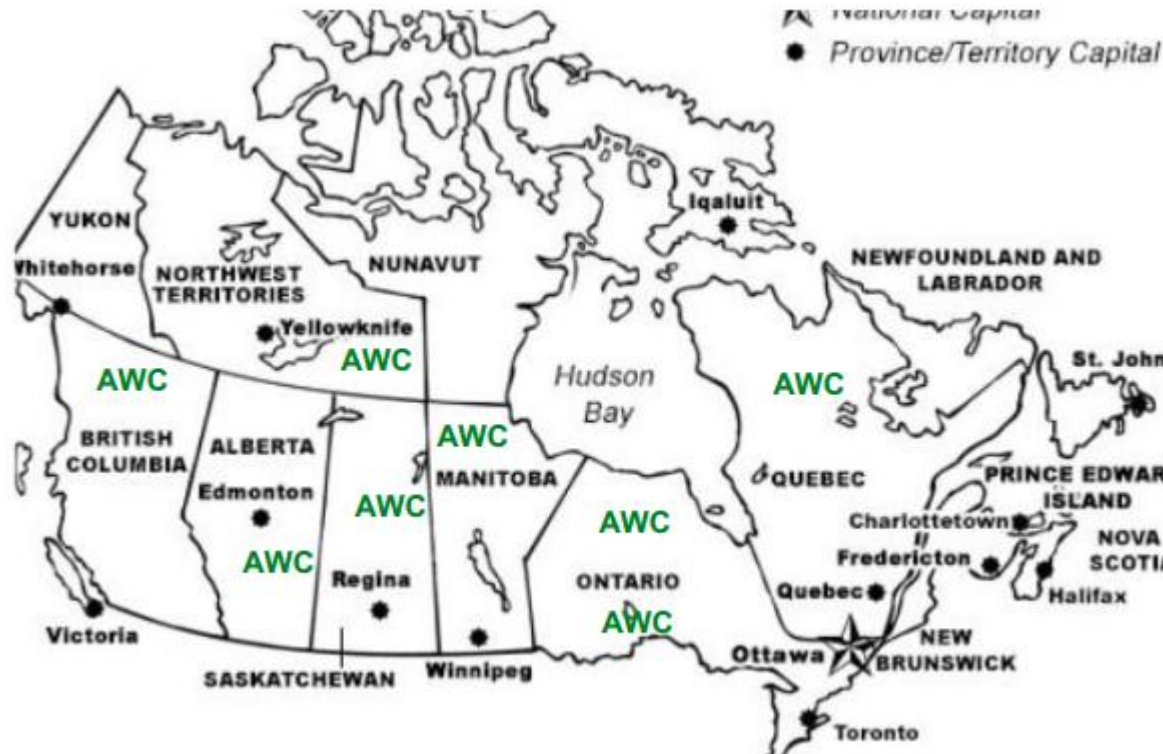 National Capital
Province/Territory Capital
YUKON
Whitehorse
NORTHWEST
TERRITORIES
Yellowknife
AWC
NUNAVUT
Iqaluit
NEWFOUNDLAND AND
LABRADOR
St. John
AWC
BRITISH
COLUMBIA
Victoria
ALBERTA
Edmonton
AWC
AWC
Regina
SASKATCHEWAN
AWC
MANITOBA
Winnipeg
Hudson
Bay
AWC
ONTARIO
AWC
Ottawa
Toronto
AWC
QUEBEC
Quebec
PRINCE EDWAR
ISLAND
Charlottetown
NOVA
SCOTIA
Fredericton
Halifax
NEW
BRUNSWICK